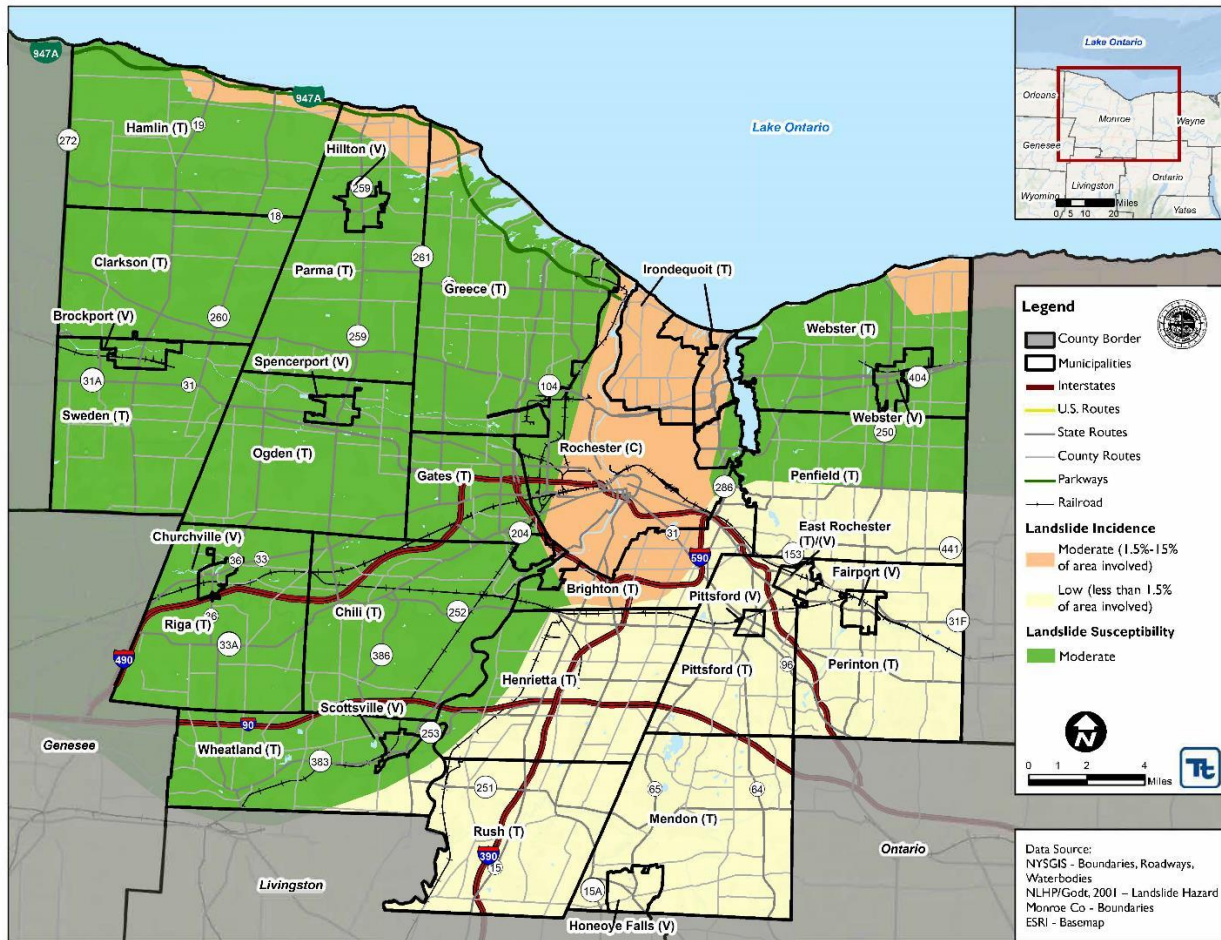 947A
947A
Hamlin (T)
19
272
Hillton (V)
259
18
Clarkson (T)
Parma (T)
261
Greece (T)
Brockport (V)
260
259
31A
31
Spencerport (V)
Sweden (T)
Ogden (T)
104
Gates (T)
Rochester (C)
Irondequoit (T)
Lake Ontario
Webster (T)
404
Webster (V)
250
Penfield (T)
286
East Rochester
(T)/(V)
153
441
Fairport (V)
31
590
204
Churchville (V)
36
33
Brighton (T)
Pittsford (V)
Chili (T)
252
31F
Riga (T)
36
33A
386
490
Henrietta (T)
Pittsford (T)
96
Perinton (T)
Scottsville (V)
90
253
Genesee
Wheatland (T)
383
251
65
64
Mendon (T)
Rush (T)
390
15
15A
Livingston
Ontario
Honeoye Falls (V)
Lake Ontario
Orleans
Monroe
Wayne
Genesee
Livingston
Ontario
Wyoming
Yates
0 5 10 20 Miles
Legend
County Border
Municipalities
Interstates
U.S. Routes
State Routes
County Routes
Parkways
Railroad
Landslide Incidence
Moderate (1.5%-15%
of area involved)
Low (less than 1.5%
of area involved)
Landslide Susceptibility
Moderate
N
0 1 2 4
Miles
Tt
Data Source:
NYSGIS - Boundaries, Roadways,
Waterbodies
NLHP/Godt, 2001 – Landslide Hazard
Monroe Co - Boundaries
ESRI - Basemap